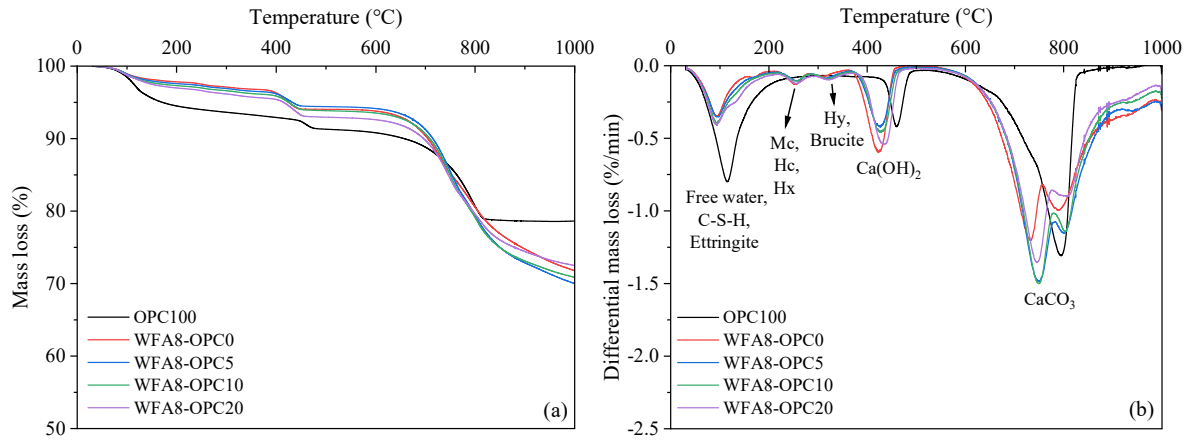 Temperature (°C)
0 200 400 600 800 1000
100
90
80
70
60
50
Mass loss (%)
OPC100
WFA8-OPC0
WFA8-OPC5
WFA8-OPC10
WFA8-OPC20
(a)
Temperature (°C)
0 200 400 600 800 1000
0.0
-0.5
-1.0
-1.5
-2.0
-2.5
Differential mass loss (%/min)
Free water,
C-S-H,
Ettringite
Mc,
Hc,
Hx
Hy,
Brucite
Ca(OH)₂
CaCO₃
OPC100
WFA8-OPC0
WFA8-OPC5
WFA8-OPC10
WFA8-OPC20
(b)